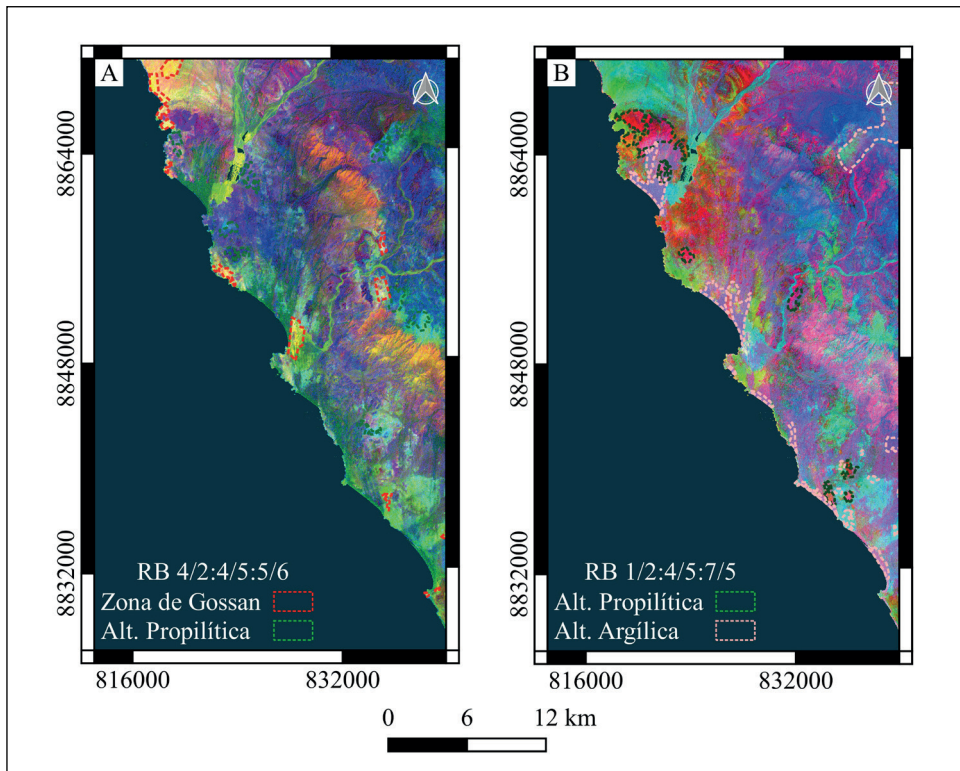 A
B
8864000
8864000
8848000
8848000
8832000
8832000
RB 4/2:4/5:5/6
Zona de Gossan
Alt. Propilítica
RB 1/2:4/5:7/5
Alt. Propilítica
Alt. Argílica
816000
832000
816000
832000
0
6
12 km